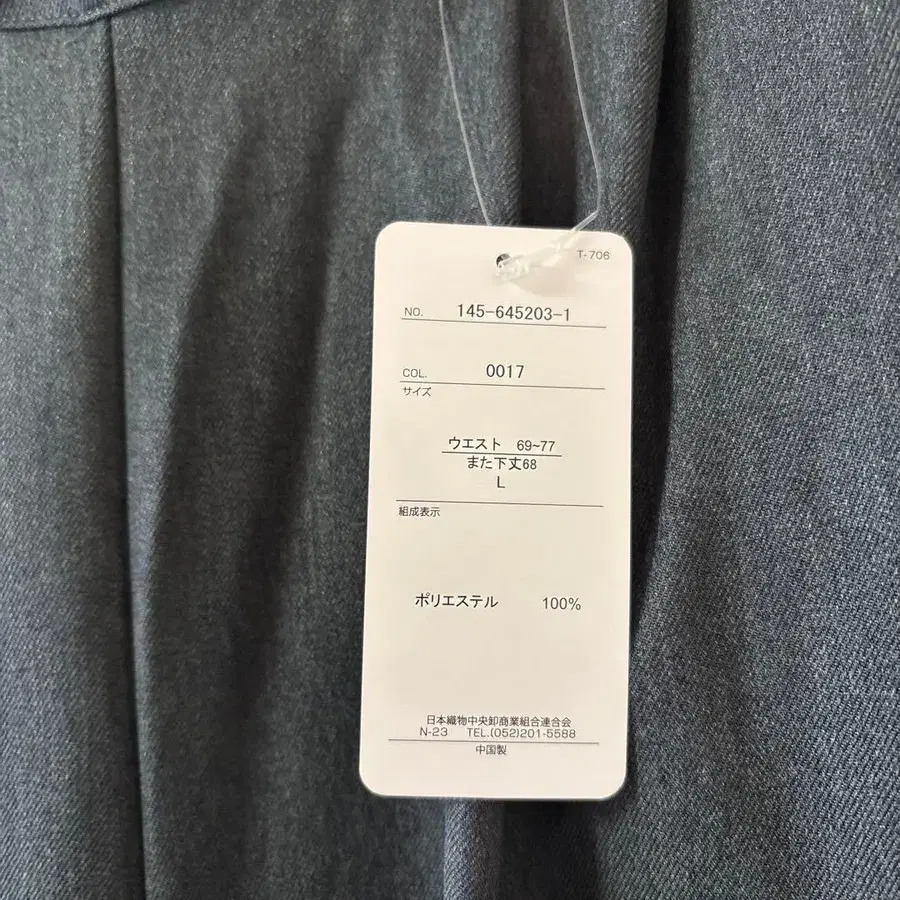 T-706
NO. 145-645203-1
COL. 0017
サイズ
ウエスト 69~77
また下丈68
L
組成表示
ポリエステル 100%
日本織物中央卸商業組合連合会
N-23 TEL.(052)201-5588
中国製